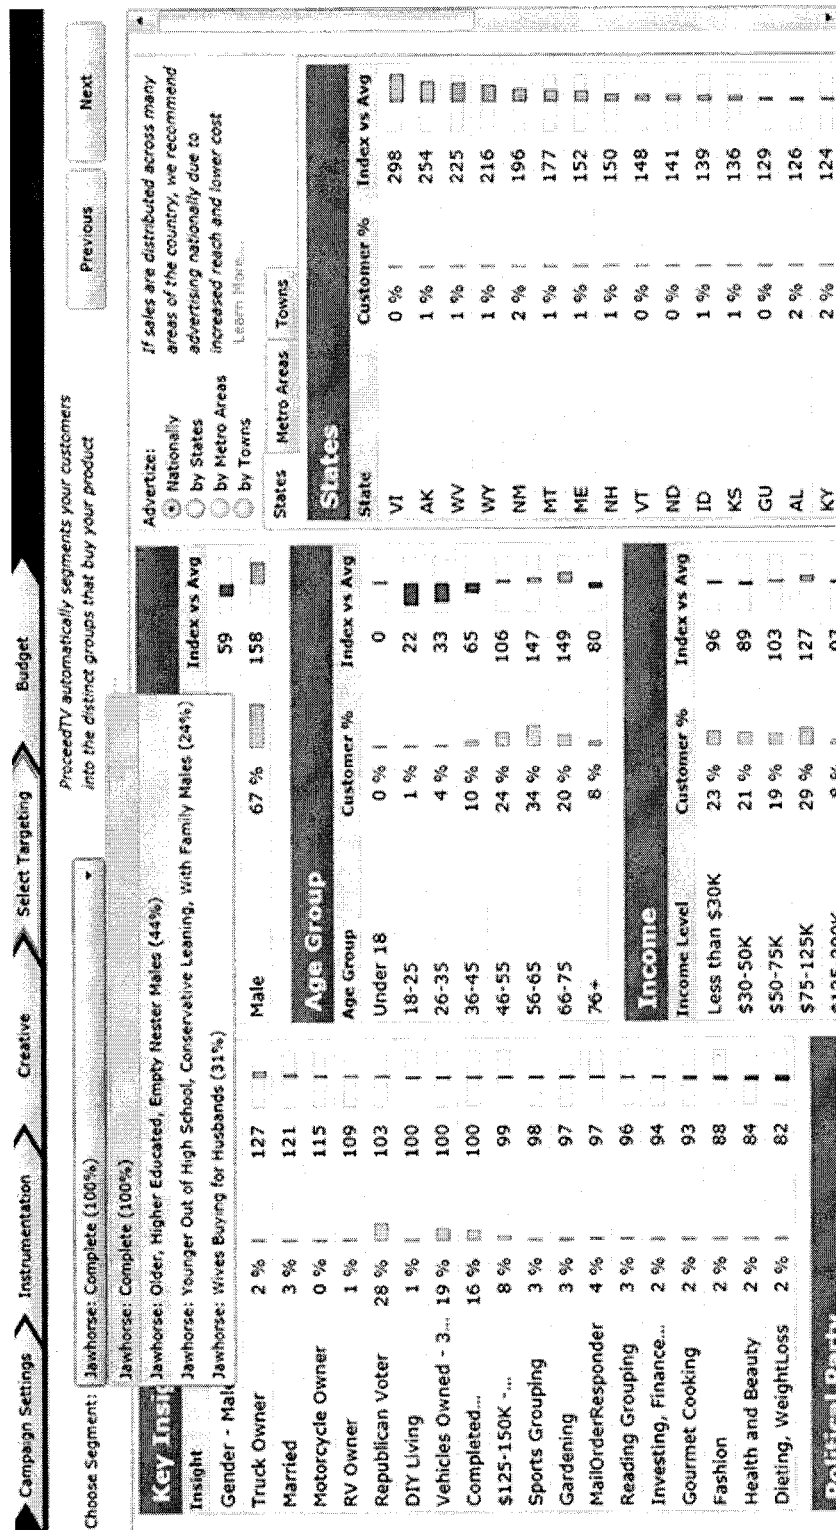 Campaign Settings Instrumentation Creative Select Targeting Budget
Choose Segment: Jawhorse: Complete (100%)
ProceedTV automatically segments your customers
into the distinct groups that buy your product
Previous Next
Jawhorse: Complete (100%)
Jawhorse: Older, Higher Educated, Empty Nester Males (44%)
Jawhorse: Younger Out of High School, Conservative Leaning, With Family Males (24%)
Jawhorse: Wives Buying for Husbands (31%)
Key Insi
Insight
Gender - Male
Truck Owner 2 % 127
Married 3 % 121
Motorcycle Owner 0 % 115
RV Owner 1 % 109
Republican Voter 28 % 103
DIY Living 1 % 100
Vehicles Owned - 3... 19 % 100
Completed... 16 % 100
$125-150K -... 8 % 99
Sports Grouping 3 % 98
Gardening 3 % 97
MailOrderResponder 4 % 97
Reading Grouping 3 % 96
Investing, Finance... 2 % 94
Gourmet Cooking 2 % 93
Fashion 2 % 88
Health and Beauty 2 % 84
Dieting, WeightLoss 2 % 82
Political Party
Index vs Avg
59
Male 67 % 158
Age Group
Age Group Customer % Index vs Avg
Under 18 0 % 0
18-25 1 % 22
26-35 4 % 33
36-45 10 % 65
46-55 24 % 106
56-65 34 % 147
66-75 20 % 149
76+ 8 % 80
Income
Income Level Customer % Index vs Avg
Less than $30K 23 % 96
$30-50K 21 % 89
$50-75K 19 % 103
$75-125K 29 % 127
Advertize:
Nationally
by States
by Metro Areas
by Towns
If sales are distributed across many
areas of the country, we recommend
advertising nationally due to
increased reach and lower cost
Learn More...
States Metro Areas Towns
States
State Customer % Index vs Avg
VI 0 % 298
AK 1 % 254
WV 1 % 225
WY 1 % 216
NM 2 % 196
MT 1 % 177
ME 1 % 152
NH 1 % 150
VT 0 % 148
ND 0 % 141
ID 1 % 139
KS 1 % 136
GU 0 % 129
AL 2 % 126
KY 2 % 124